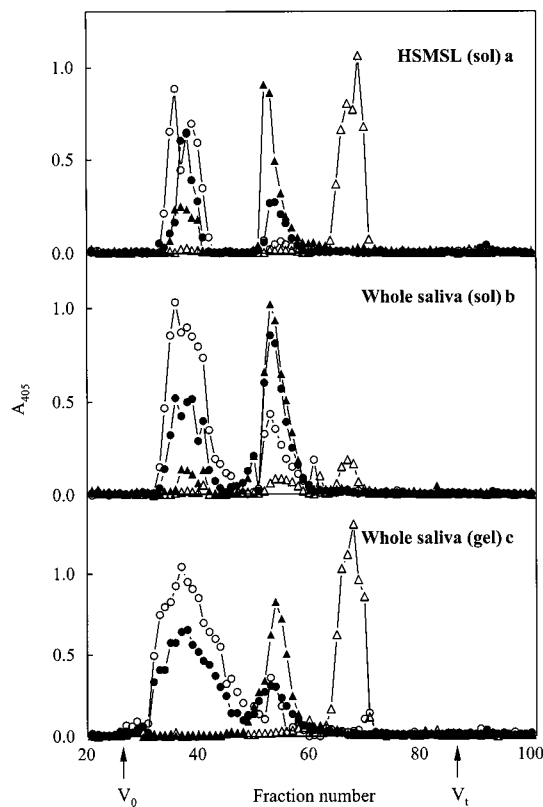 HSMSL (sol) a
1.0
0.5
0.0
Whole saliva (sol) b
1.0
0.5
0.0
A405
Whole saliva (gel) c
1.0
0.5
0.0
20 40 60 80 100
V0 Fraction number Vt